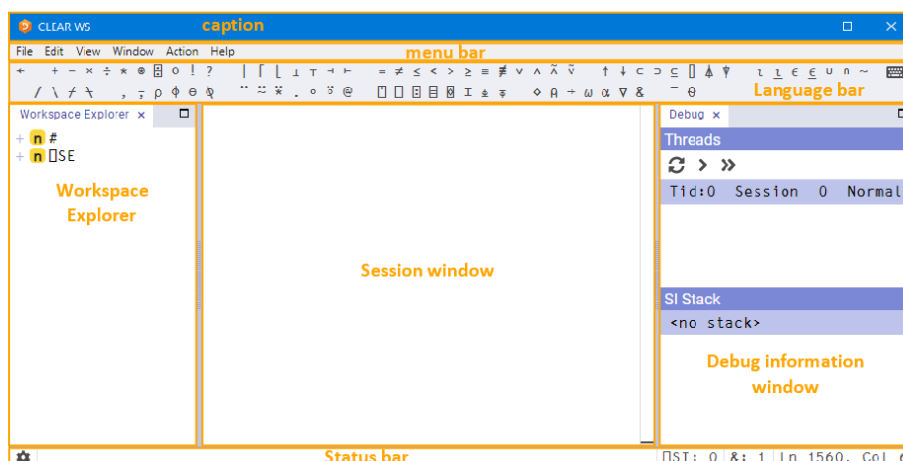 CLEAR WS caption
File Edit View Window Action Help menu bar
← + - × ÷ * ⍟ ⌹ ○ ! ? | ⌈ ⌊ ⊥ ⊤ ⊣ ⊢ = ≠ ≤ < > ≥ ≡ ≢ ∨ ∧ ⍲ ⍱ ↑ ↓ ⊂ ⊃ ⊆ ⌷ ⍋ ⍒ ⍳ ⍸ ∊ ⍷ ∪ ∩ ~
/ \ ⌿ ⍀ , ⍪ ⍴ ⌽ ⊖ ⍉ ¨ ⍨ ⍣ . ∘ ⍤ @ ⍞ ⎕ ⍠ ⌸ ⌺ ⌶ ⍎ ⍕ ⋄ ⍝ → ⍵ ⍺ ∇ & ¯ ⍬ Language bar
Workspace Explorer × Debug ×
+ n #
+ n ⎕SE
Workspace
Explorer
Session window
Threads
Tid:0 Session 0 Normal
SI Stack
<no stack>
Debug information
window
Status bar
⎕SI: 0 &: 1 Ln 1560, Col